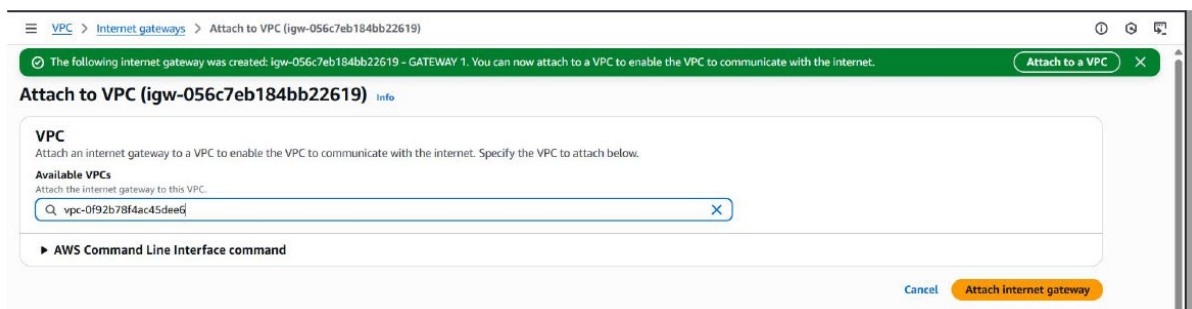 VPC > Internet gateways > Attach to VPC (igw-056c7eb184bb22619)
The following internet gateway was created: igw-056c7eb184bb22619 - GATEWAY 1. You can now attach to a VPC to enable the VPC to communicate with the internet. Attach to a VPC
Attach to VPC (igw-056c7eb184bb22619) Info
VPC
Attach an internet gateway to a VPC to enable the VPC to communicate with the internet. Specify the VPC to attach below.
Available VPCs
Attach the internet gateway to this VPC.
vpc-0f92b78f4ac45dee6
AWS Command Line Interface command
Cancel Attach internet gateway